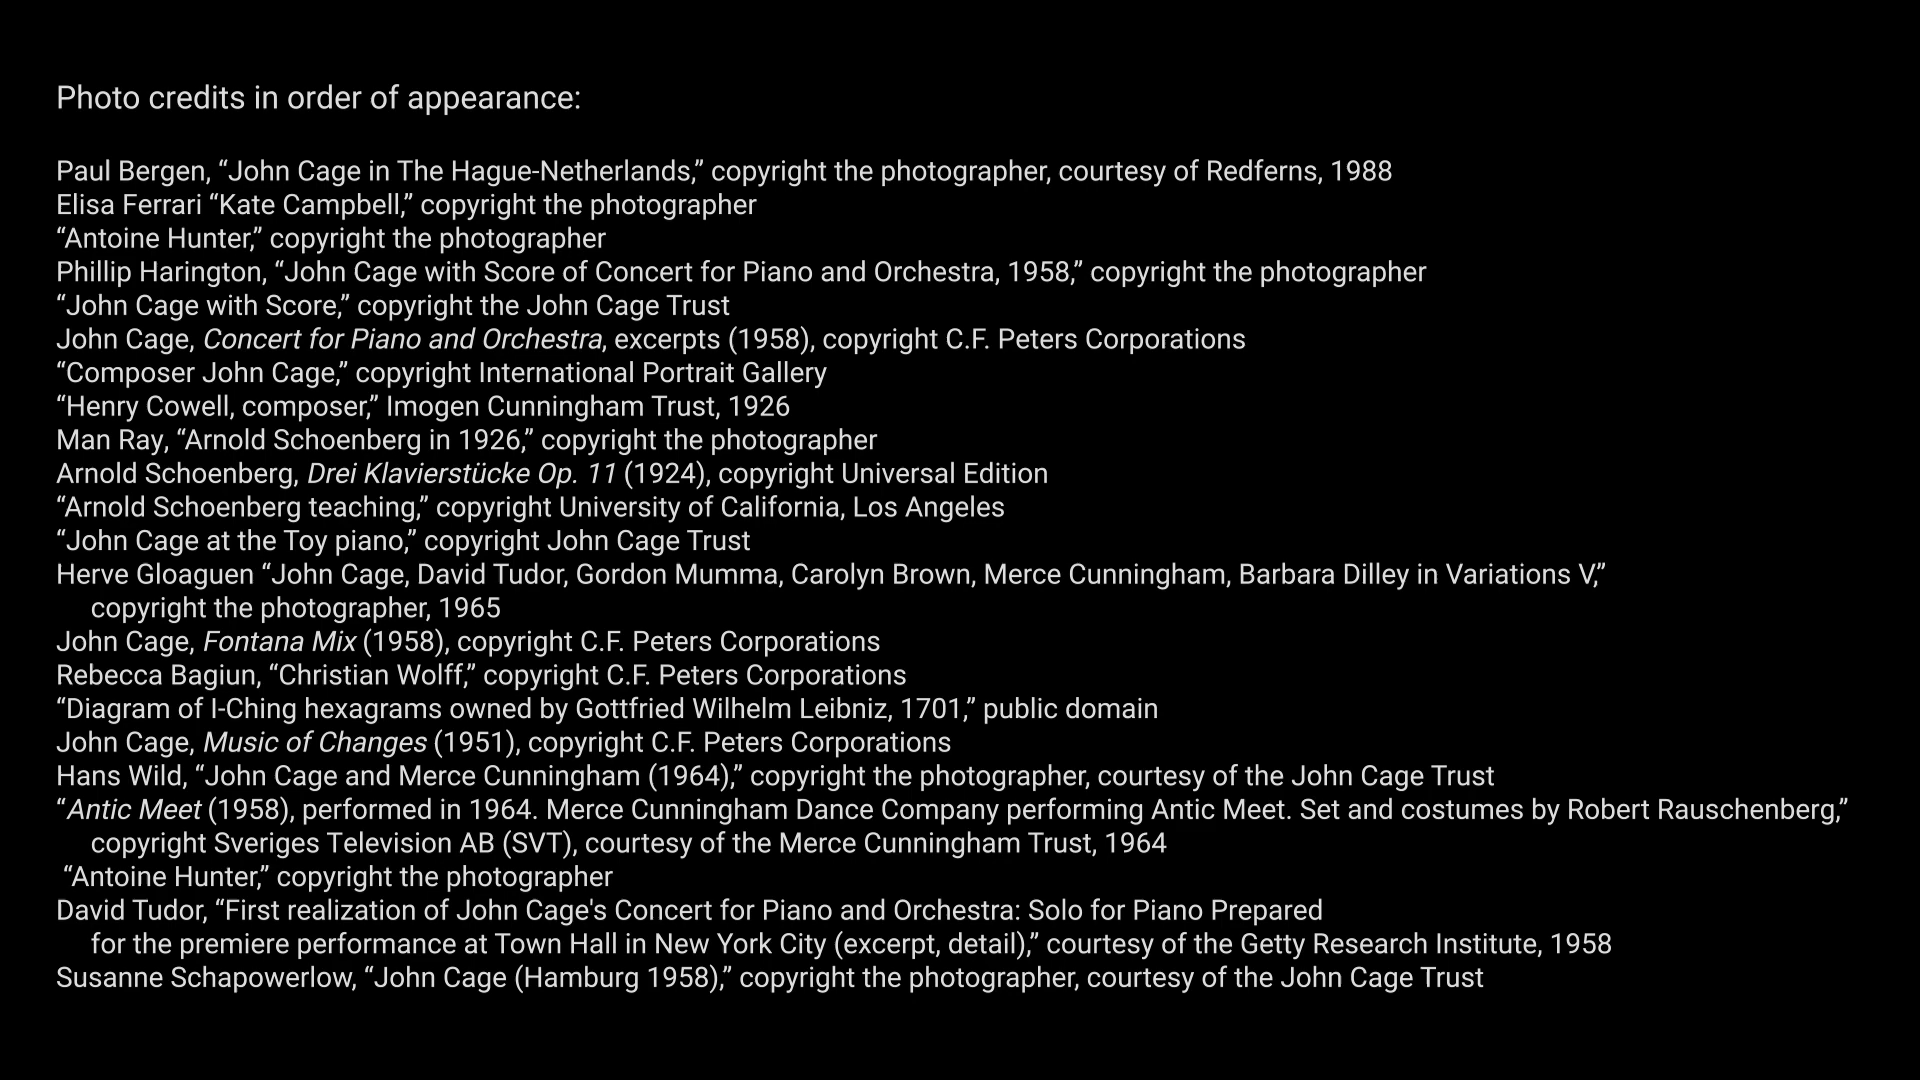 Photo credits in order of appearance:
Paul Bergen, “John Cage in The Hague-Netherlands,” copyright the photographer, courtesy of Redferns, 1988
Elisa Ferrari “Kate Campbell,” copyright the photographer
“Antoine Hunter,” copyright the photographer
Phillip Harington, “John Cage with Score of Concert for Piano and Orchestra, 1958,” copyright the photographer
“John Cage with Score,” copyright the John Cage Trust
John Cage, Concert for Piano and Orchestra, excerpts (1958), copyright C.F. Peters Corporations
“Composer John Cage,” copyright International Portrait Gallery
“Henry Cowell, composer,” Imogen Cunningham Trust, 1926
Man Ray, “Arnold Schoenberg in 1926,” copyright the photographer
Arnold Schoenberg, Drei Klavierstücke Op. 11 (1924), copyright Universal Edition
“Arnold Schoenberg teaching,” copyright University of California, Los Angeles
“John Cage at the Toy piano,” copyright John Cage Trust
Herve Gloaguen “John Cage, David Tudor, Gordon Mumma, Carolyn Brown, Merce Cunningham, Barbara Dilley in Variations V,”
copyright the photographer, 1965
John Cage, Fontana Mix (1958), copyright C.F. Peters Corporations
Rebecca Bagiun, “Christian Wolff,” copyright C.F. Peters Corporations
“Diagram of I-Ching hexagrams owned by Gottfried Wilhelm Leibniz, 1701,” public domain
John Cage, Music of Changes (1951), copyright C.F. Peters Corporations
Hans Wild, “John Cage and Merce Cunningham (1964),” copyright the photographer, courtesy of the John Cage Trust
“Antic Meet (1958), performed in 1964. Merce Cunningham Dance Company performing Antic Meet. Set and costumes by Robert Rauschenberg,”
copyright Sveriges Television AB (SVT), courtesy of the Merce Cunningham Trust, 1964
“Antoine Hunter,” copyright the photographer
David Tudor, “First realization of John Cage's Concert for Piano and Orchestra: Solo for Piano Prepared
for the premiere performance at Town Hall in New York City (excerpt, detail),” courtesy of the Getty Research Institute, 1958
Susanne Schapowerlow, “John Cage (Hamburg 1958),” copyright the photographer, courtesy of the John Cage Trust